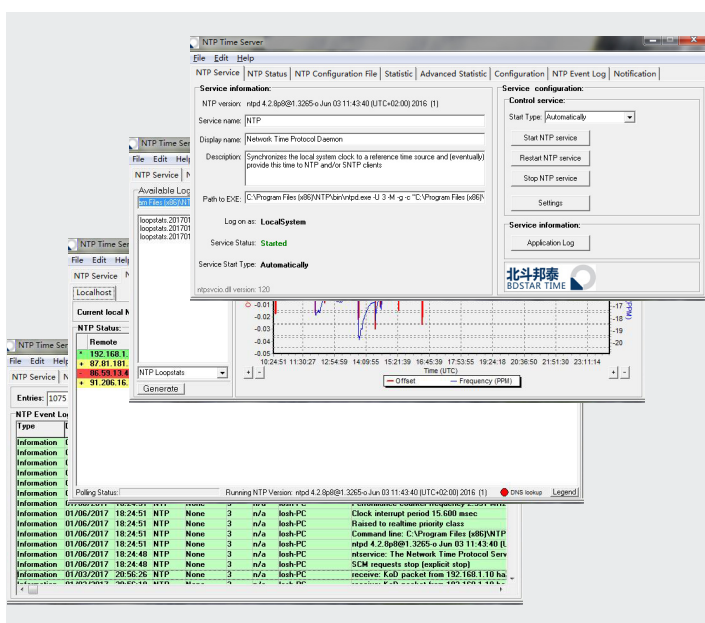 NTP Time Server
File Edit Help
NTP Service NTP Status NTP Configuration File Statistic Advanced Statistic Configuration NTP Event Log Notification
Service information:
NTP version: ntpd 4.2.8p8@1.3265-o Jun 03 11:43:40 (UTC+02:00) 2016 (1)
Service name: NTP
Display name: Network Time Protocol Daemon
Description: Synchronizes the local system clock to a reference time source and (eventually)
provide this time to NTP and/or SNTP clients
Path to EXE: C:\Program Files (x86)\NTP\bin\ntpd.exe -U 3 -M -g -c "C:\Program Files (x86)\
Log on as: LocalSystem
Service Status: Started
Service Start Type: Automatically
ntpsvcio.dll version: 1.20
Service configuration:
Control service:
Start Type: Automatically
Start NTP service
Restart NTP service
Stop NTP service
Settings
Service information:
Application Log
北斗邦泰
BDSTAR TIME
NTP Time Ser
File Edit Help
NTP Service N
Available Log
am Files (x86)\NT
loopstats.201701
loopstats.201701
loopstats.201701
NTP Loopstats
Generate
-0.01
-0.02
-0.03
-0.04
-0.05
-17
-18
-19
-20
10:24:51 11:30:27 12:54:59 14:09:55 15:21:39 16:45:39 17:53:55 19:24:18 20:36:50 21:51:30 23:11:14
Time (UTC)
+ - + -
Offset Frequency (PPM)
NTP Time Ser
File Edit Help
NTP Service N
Localhost
Current local N
NTP Status:
Remote
* 192.168.1.
+ 87.81.181.
- 86.59.13.4
+ 91.206.16.
Polling Status: Running NTP Version: ntpd 4.2.8p8@1.3265-o Jun 03 11:43:40 (UTC+02:00) 2016 (1) DNS lookup Legend
NTP Time Ser
File Edit Help
NTP Service N
Entries: 1075
NTP Event Lo
Type
Information
Information
Information
Information
Information
Information
Information 01/06/2017 18:24:51 NTP None 3 n/a losh-PC Clock interrupt period 15.600 msec
Information 01/06/2017 18:24:51 NTP None 3 n/a losh-PC Raised to realtime priority class
Information 01/06/2017 18:24:51 NTP None 3 n/a losh-PC Command line: C:\Program Files (x86)\NTP
Information 01/06/2017 18:24:51 NTP None 3 n/a losh-PC ntpd 4.2.8p8@1.3265-o Jun 03 11:43:40 (L
Information 01/06/2017 18:24:48 NTP None 3 n/a losh-PC ntservice: The Network Time Protocol Serv
Information 01/06/2017 18:24:48 NTP None 3 n/a losh-PC SCM requests stop (explicit stop)
Information 01/03/2017 20:56:26 NTP None 3 n/a losh-PC receive: KoD packet from 192.168.1.10 ha